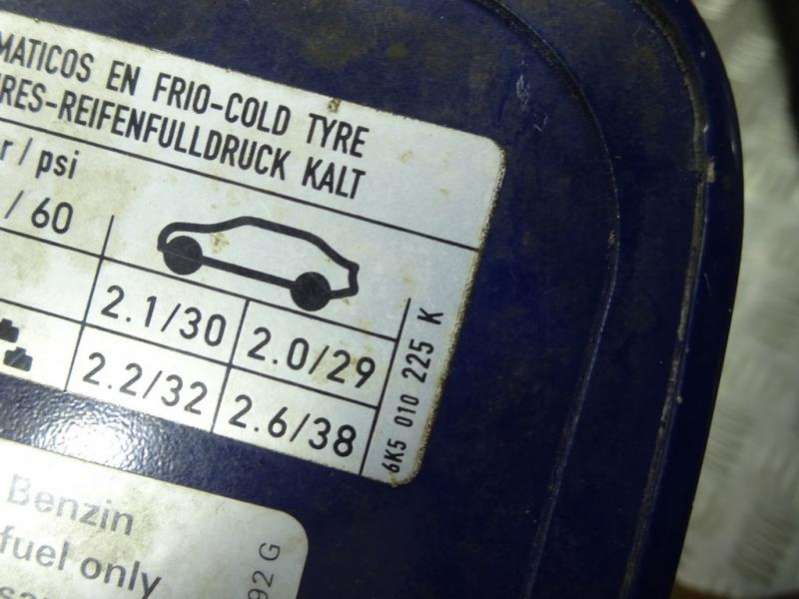 MATICOS EN FRIO-COLD TYRE
RES-REIFENFULLDRUCK KALT
r / psi
/ 60
2.1/30 2.0/29
2.2/32 2.6/38
6K5 010 225 K
Benzin
fuel only
92 G